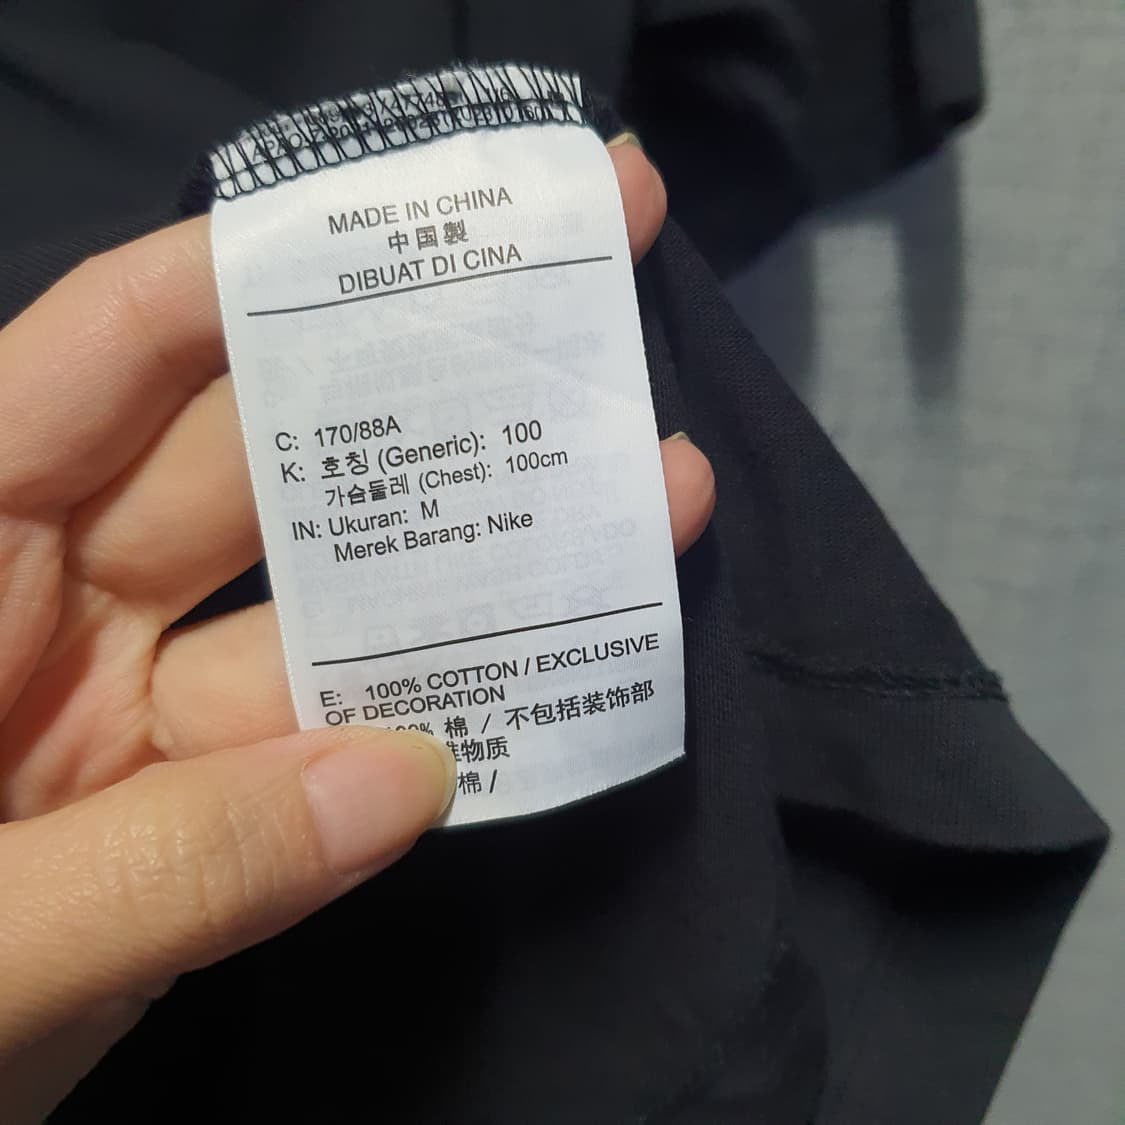 MADE IN CHINA
中国製
DIBUAT DI CINA
C: 170/88A
K: 호칭 (Generic): 100
가슴둘레 (Chest): 100cm
IN: Ukuran: M
Merek Barang: Nike
E: 100% COTTON / EXCLUSIVE
OF DECORATION
100% 棉 / 不包括装饰部
维物质
棉 /